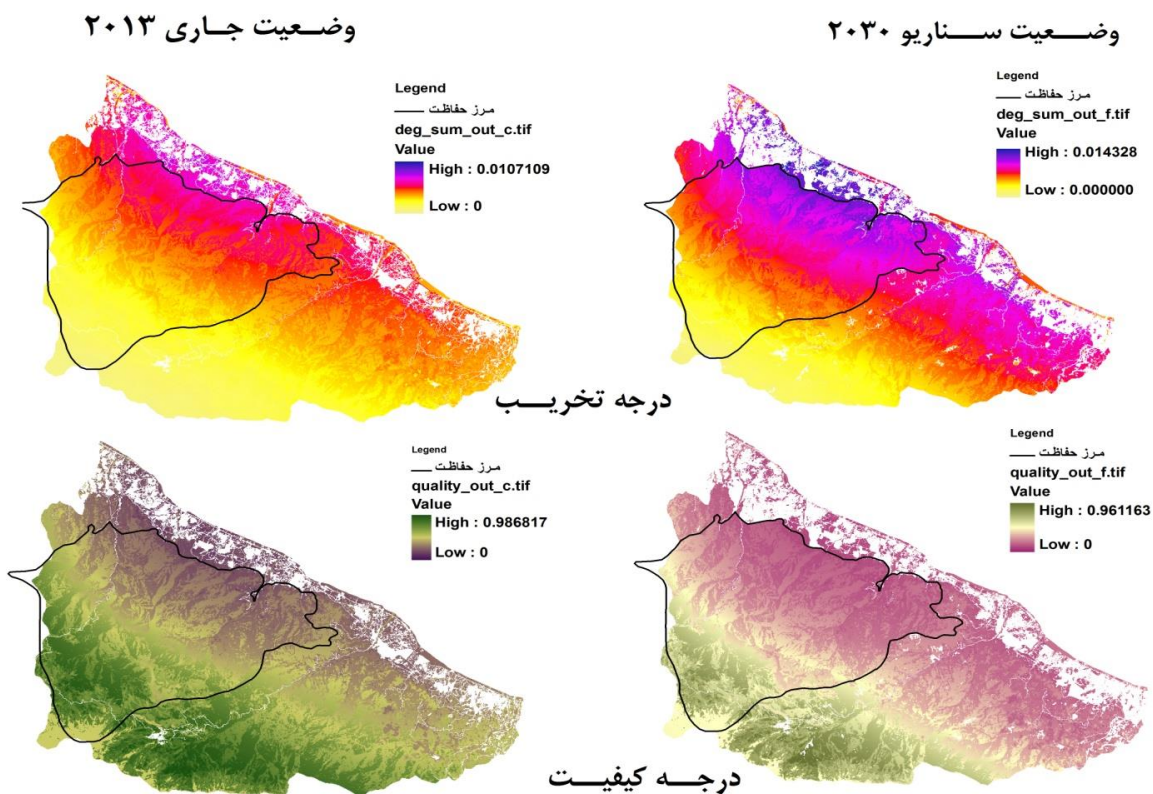 وضعیت جاری ۲۰۱۳
Legend
مرز حفاظت
deg_sum_out_c.tif
Value
High : 0.0107109
Low : 0
وضعیت سناریو ۲۰۳۰
Legend
مرز حفاظت
deg_sum_out_f.tif
Value
High : 0.014328
Low : 0.000000
درجه تخریب
Legend
مرز حفاظت
quality_out_c.tif
Value
High : 0.986817
Low : 0
Legend
مرز حفاظت
quality_out_f.tif
Value
High : 0.961163
Low : 0
درجه کیفیت